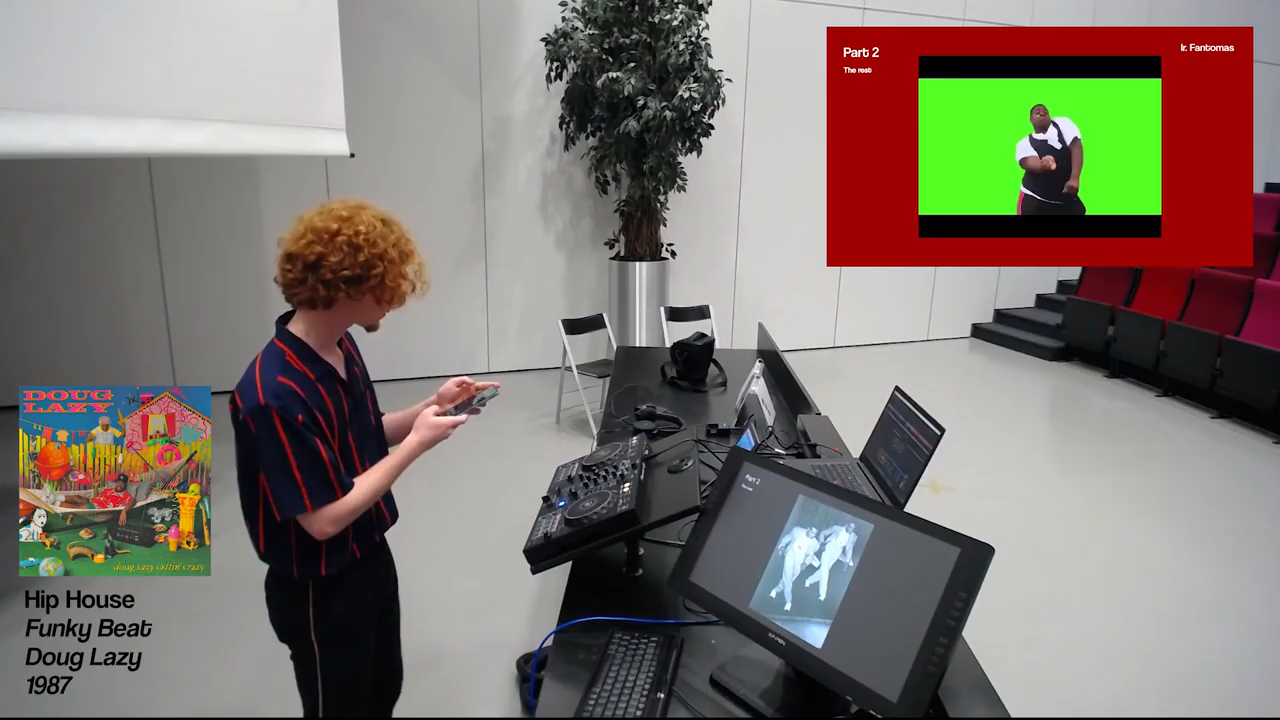 Part 2
The rest
Ir. Fantomas
DOUG
LAZY
doug lazy gettin' crazy
Hip House
Funky Beat
Doug Lazy
1987
Part 2